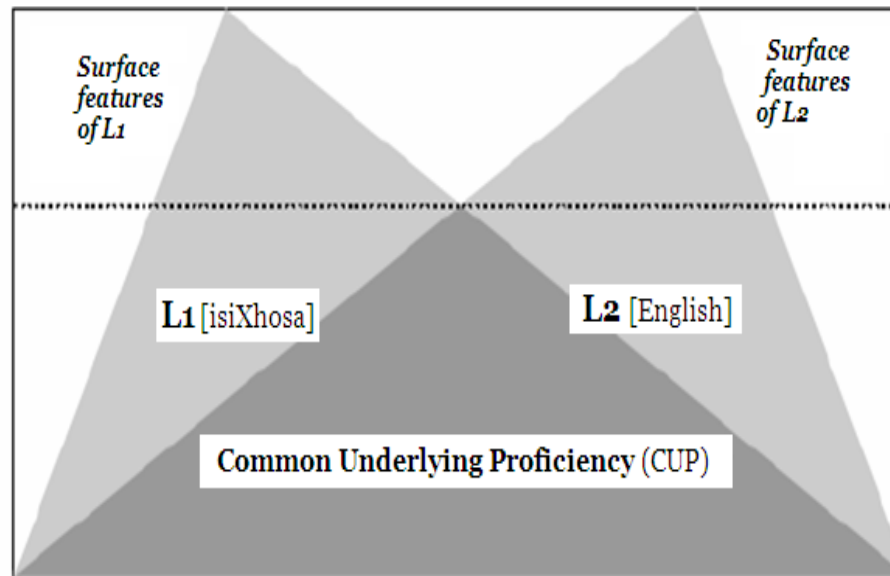 Surface
features
of L1
Surface
features
of L2
L1 [isiXhosa]
L2 [English]
Common Underlying Proficiency (CUP)